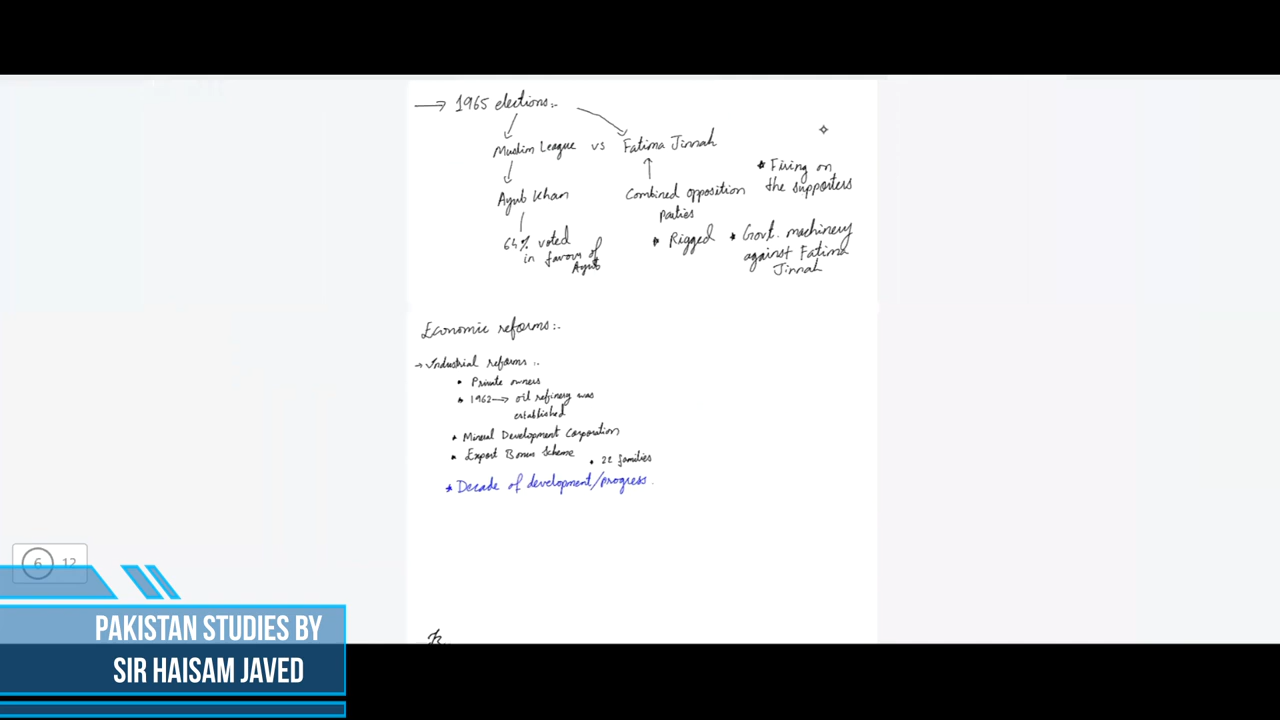 → 1965 elections:.
Muslim League vs Fatima Jinnah
Ayub Khan
64% voted
in favour of
Ayub
Combined opposition
parties
• Rigged
* Firing on
the supporters
* Govt. machinery
against Fatima
Jinnah
Economic reforms:.
→ Industrial reforms :.
• Private owners
• 1962 → oil refinery was
established
• Mineral Development Corporation
• Export Bonus Scheme
• 22 families
* Decade of development/progress.
6 12
PAKISTAN STUDIES BY
SIR HAISAM JAVED